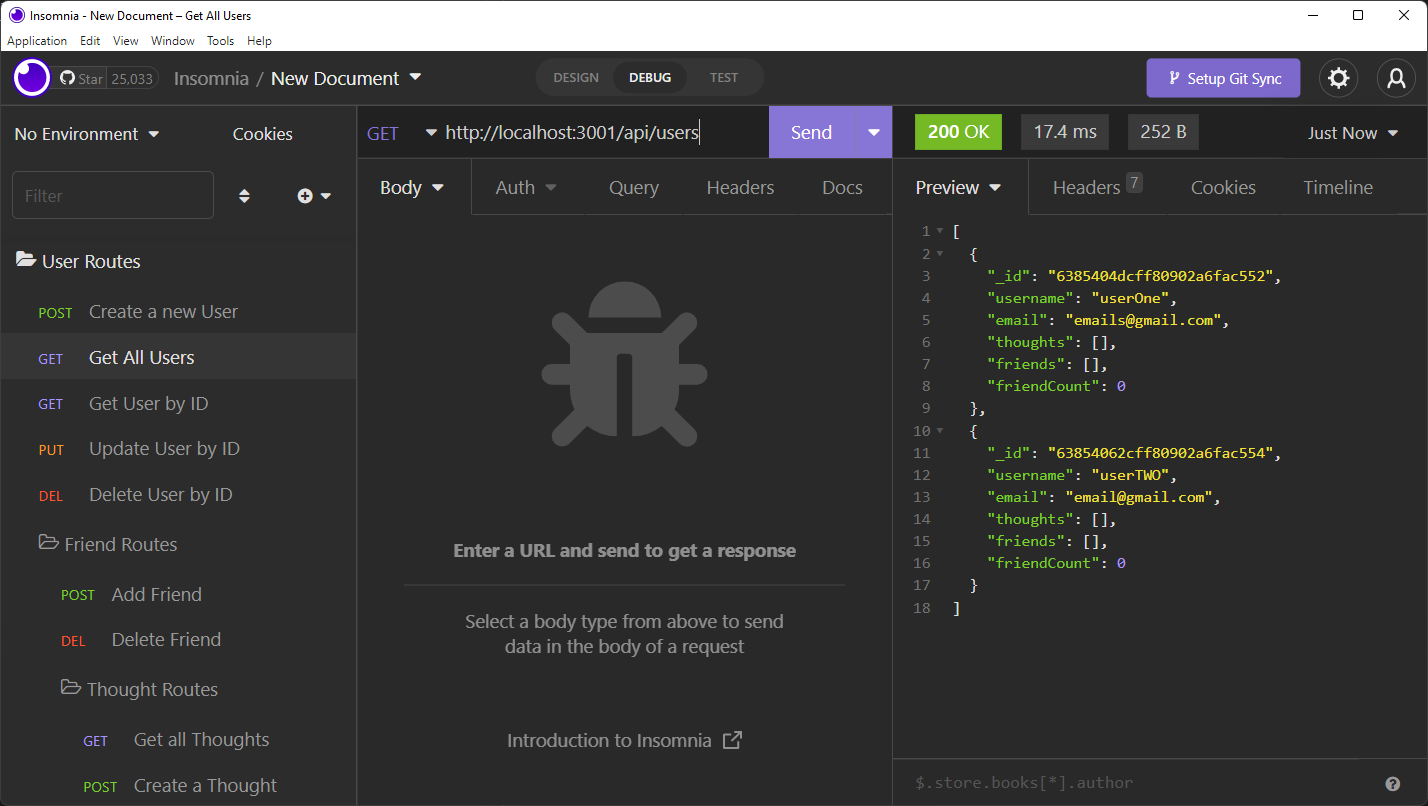 Insomnia - New Document – Get All Users
Application Edit View Window Tools Help
Star 25,033 Insomnia / New Document DESIGN DEBUG TEST Setup Git Sync
No Environment Cookies
Filter
User Routes
POST Create a new User
GET Get All Users
GET Get User by ID
PUT Update User by ID
DEL Delete User by ID
Friend Routes
POST Add Friend
DEL Delete Friend
Thought Routes
GET Get all Thoughts
POST Create a Thought
GET http://localhost:3001/api/users Send
Body Auth Query Headers Docs
Enter a URL and send to get a response
Select a body type from above to send
data in the body of a request
Introduction to Insomnia
200 OK 17.4 ms 252 B Just Now
Preview Headers 7 Cookies Timeline
1 [
2 {
3 "_id": "6385404dcff80902a6fac552",
4 "username": "userOne",
5 "email": "emails@gmail.com",
6 "thoughts": [],
7 "friends": [],
8 "friendCount": 0
9 },
10 {
11 "_id": "63854062cff80902a6fac554",
12 "username": "userTWO",
13 "email": "email@gmail.com",
14 "thoughts": [],
15 "friends": [],
16 "friendCount": 0
17 }
18 ]
$.store.books[*].author
?